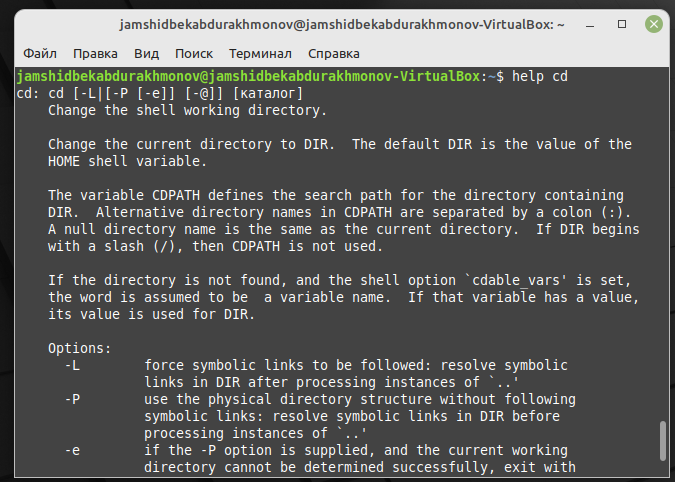 jamshidbekabdurakhmonov@jamshidbekabdurakhmonov-VirtualBox: ~
Файл Правка Вид Поиск Терминал Справка
jamshidbekabdurakhmonov@jamshidbekabdurakhmonov-VirtualBox:~$ help cd
cd: cd [-L|[-P [-e]] [-@]] [каталог]
    Change the shell working directory.

    Change the current directory to DIR.  The default DIR is the value of the
    HOME shell variable.

    The variable CDPATH defines the search path for the directory containing
    DIR.  Alternative directory names in CDPATH are separated by a colon (:).
    A null directory name is the same as the current directory.  If DIR begins
    with a slash (/), then CDPATH is not used.

    If the directory is not found, and the shell option `cdable_vars' is set,
    the word is assumed to be  a variable name.  If that variable has a value,
    its value is used for DIR.

    Options:
      -L        force symbolic links to be followed: resolve symbolic
                links in DIR after processing instances of `..'
      -P        use the physical directory structure without following
                symbolic links: resolve symbolic links in DIR before
                processing instances of `..'
      -e        if the -P option is supplied, and the current working
                directory cannot be determined successfully, exit with